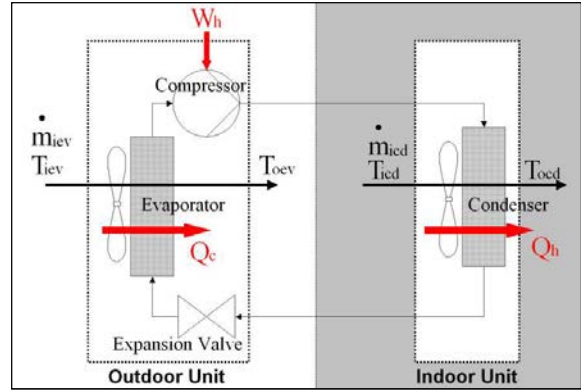 Wh
Compressor
ṁiev
Tiev
Toev
Evaporator
Qc
Expansion Valve
Outdoor Unit
ṁicd
Ticd
Tocd
Condenser
Qh
Indoor Unit